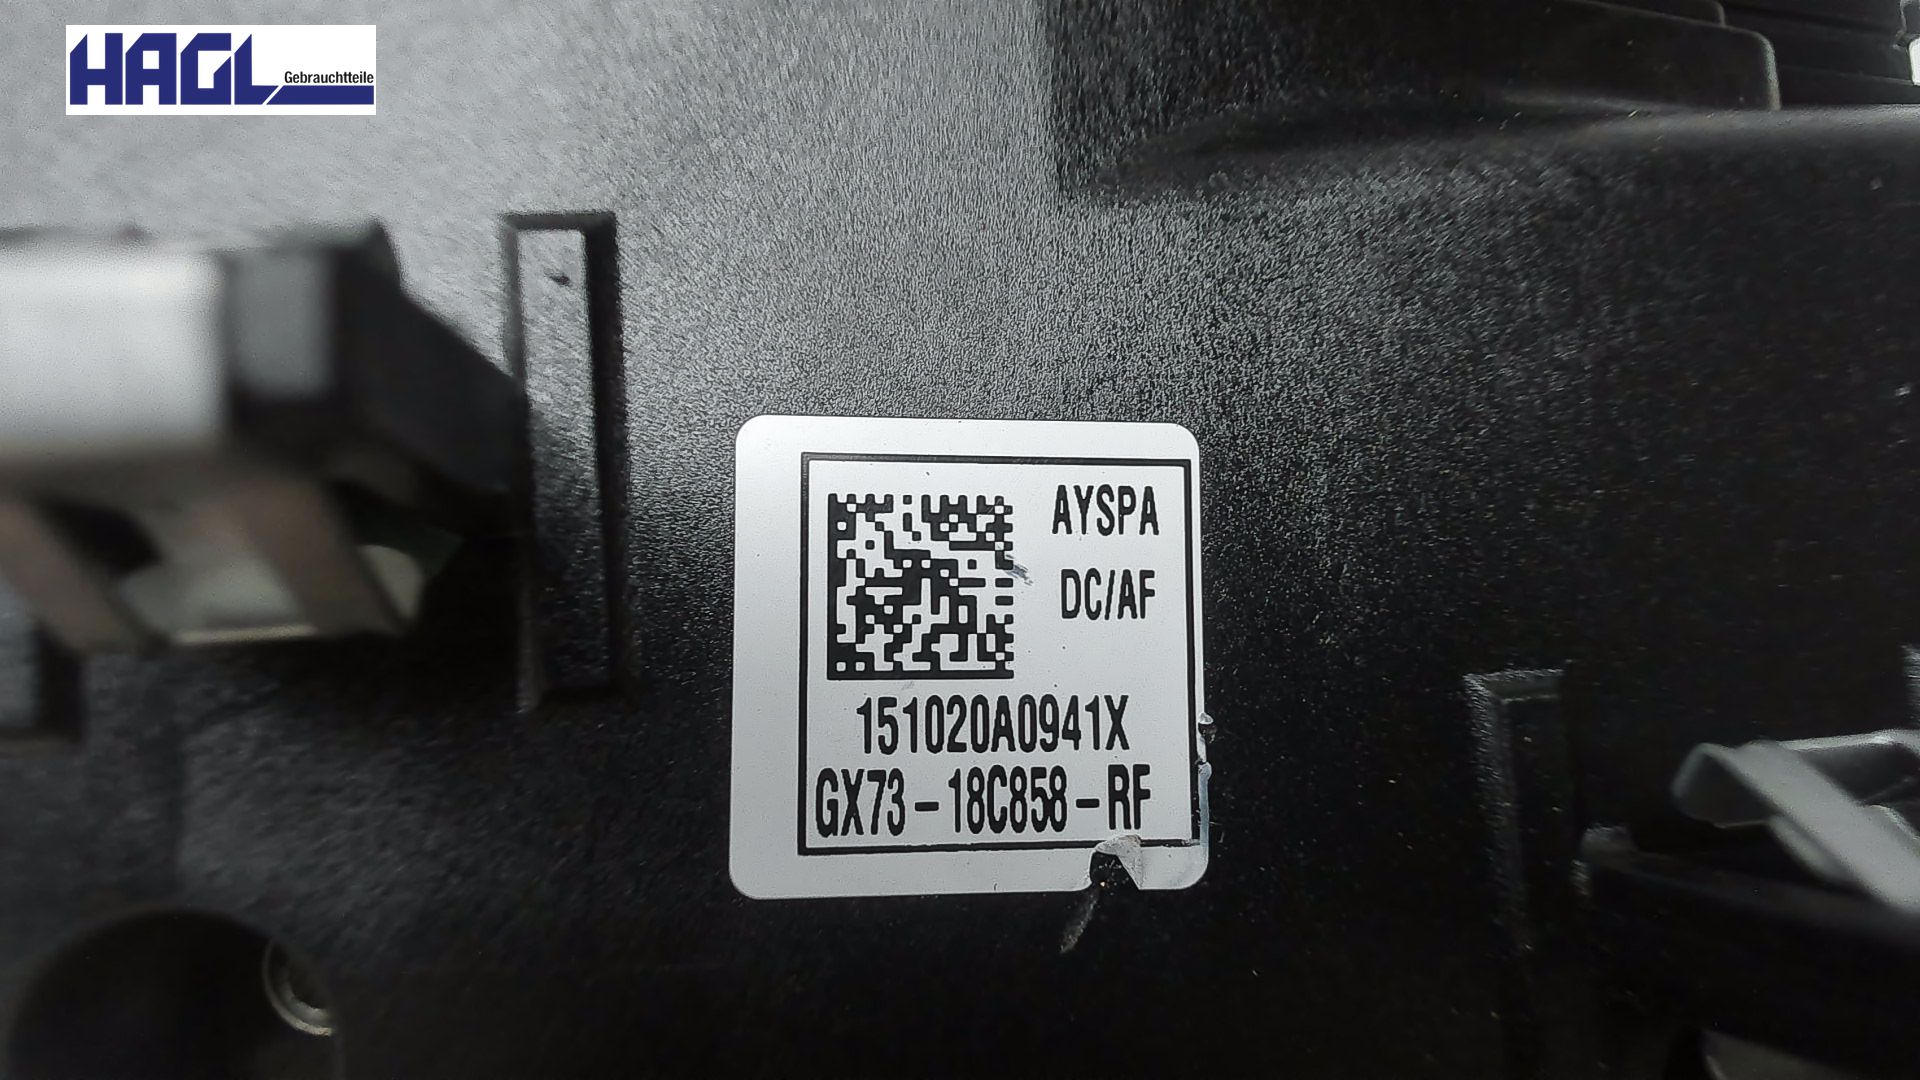 HAGL
Gebrauchtteile
AYSPA
DC/AF
151020A0941X
GX73-18C858-RF